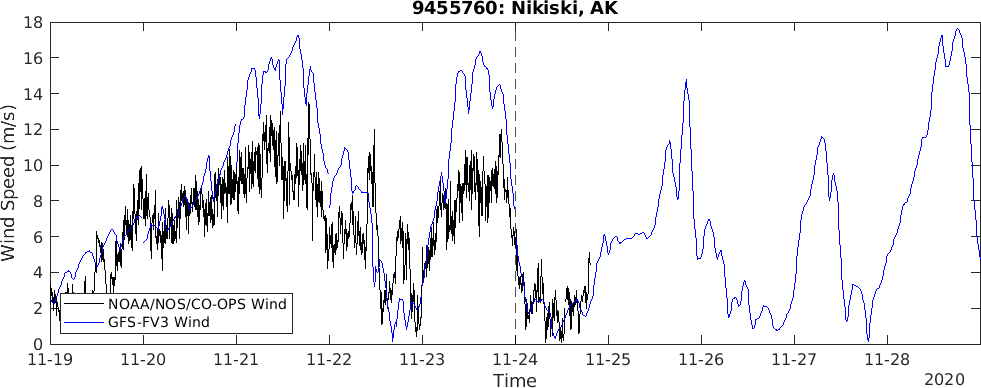 9455760: Nikiski, AK
18
16
14
12
10
8
6
4
2
0
Wind Speed (m/s)
NOAA/NOS/CO-OPS Wind
GFS-FV3 Wind
11-19 11-20 11-21 11-22 11-23 11-24 11-25 11-26 11-27 11-28
Time
2020